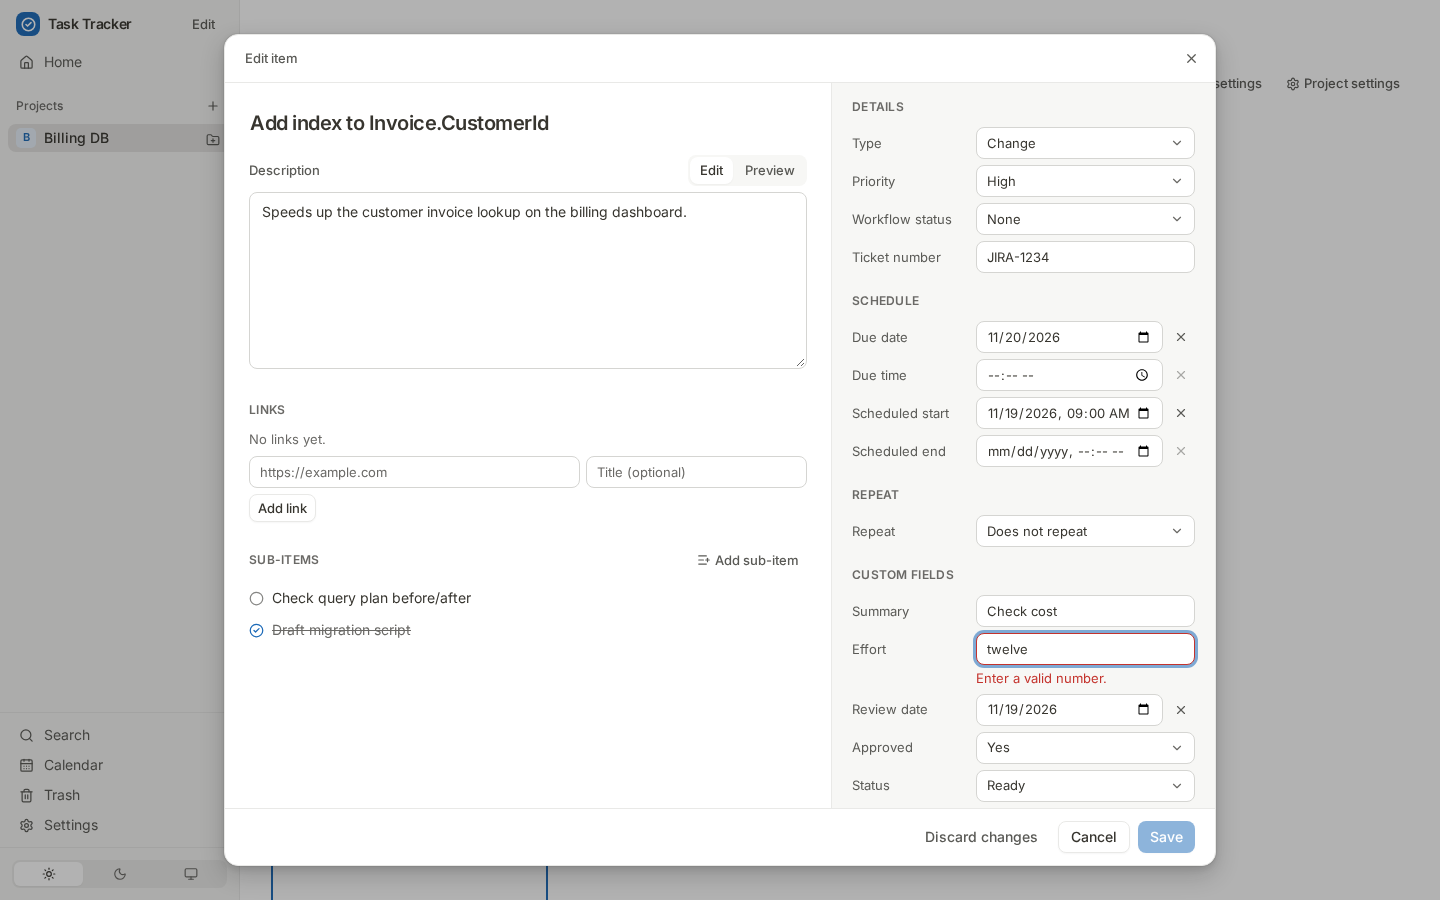 Task Tracker
Edit
Home
Projects
B Billing DB
Search
Calendar
Trash
Settings
settings
Project settings
Edit item
Add index to Invoice.CustomerId
Description
Edit Preview
Speeds up the customer invoice lookup on the billing dashboard.
LINKS
No links yet.
https://example.com
Title (optional)
Add link
SUB-ITEMS
Add sub-item
Check query plan before/after
Draft migration script
DETAILS
Type Change
Priority High
Workflow status None
Ticket number JIRA-1234
SCHEDULE
Due date 11/20/2026
Due time --:-- --
Scheduled start 11/19/2026, 09:00 AM
Scheduled end mm/dd/yyyy, --:-- --
REPEAT
Repeat Does not repeat
CUSTOM FIELDS
Summary Check cost
Effort twelve
Enter a valid number.
Review date 11/19/2026
Approved Yes
Status Ready
Discard changes
Cancel
Save